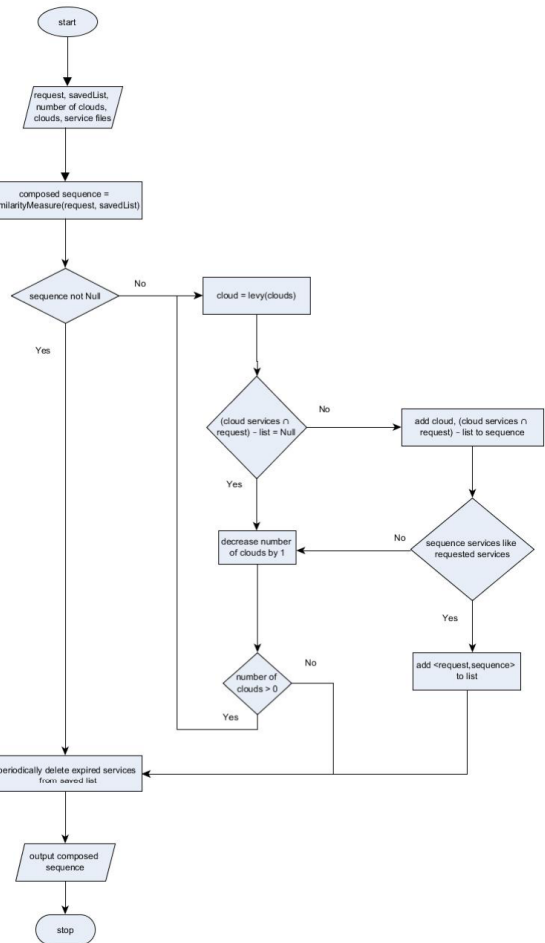 start
request, savedList,
number of clouds,
clouds, service files
composed sequence =
milarityMeasure(request, savedList)
sequence not Null
No
Yes
cloud = levy(clouds)
(cloud services ∩
request) - list = Null
No
Yes
add cloud, (cloud services ∩
request) - list to sequence
decrease number
of clouds by 1
No
sequence services like
requested services
Yes
number of
clouds > 0
No
Yes
add <request,sequence>
to list
periodically delete expired services
from saved list
output composed
sequence
stop